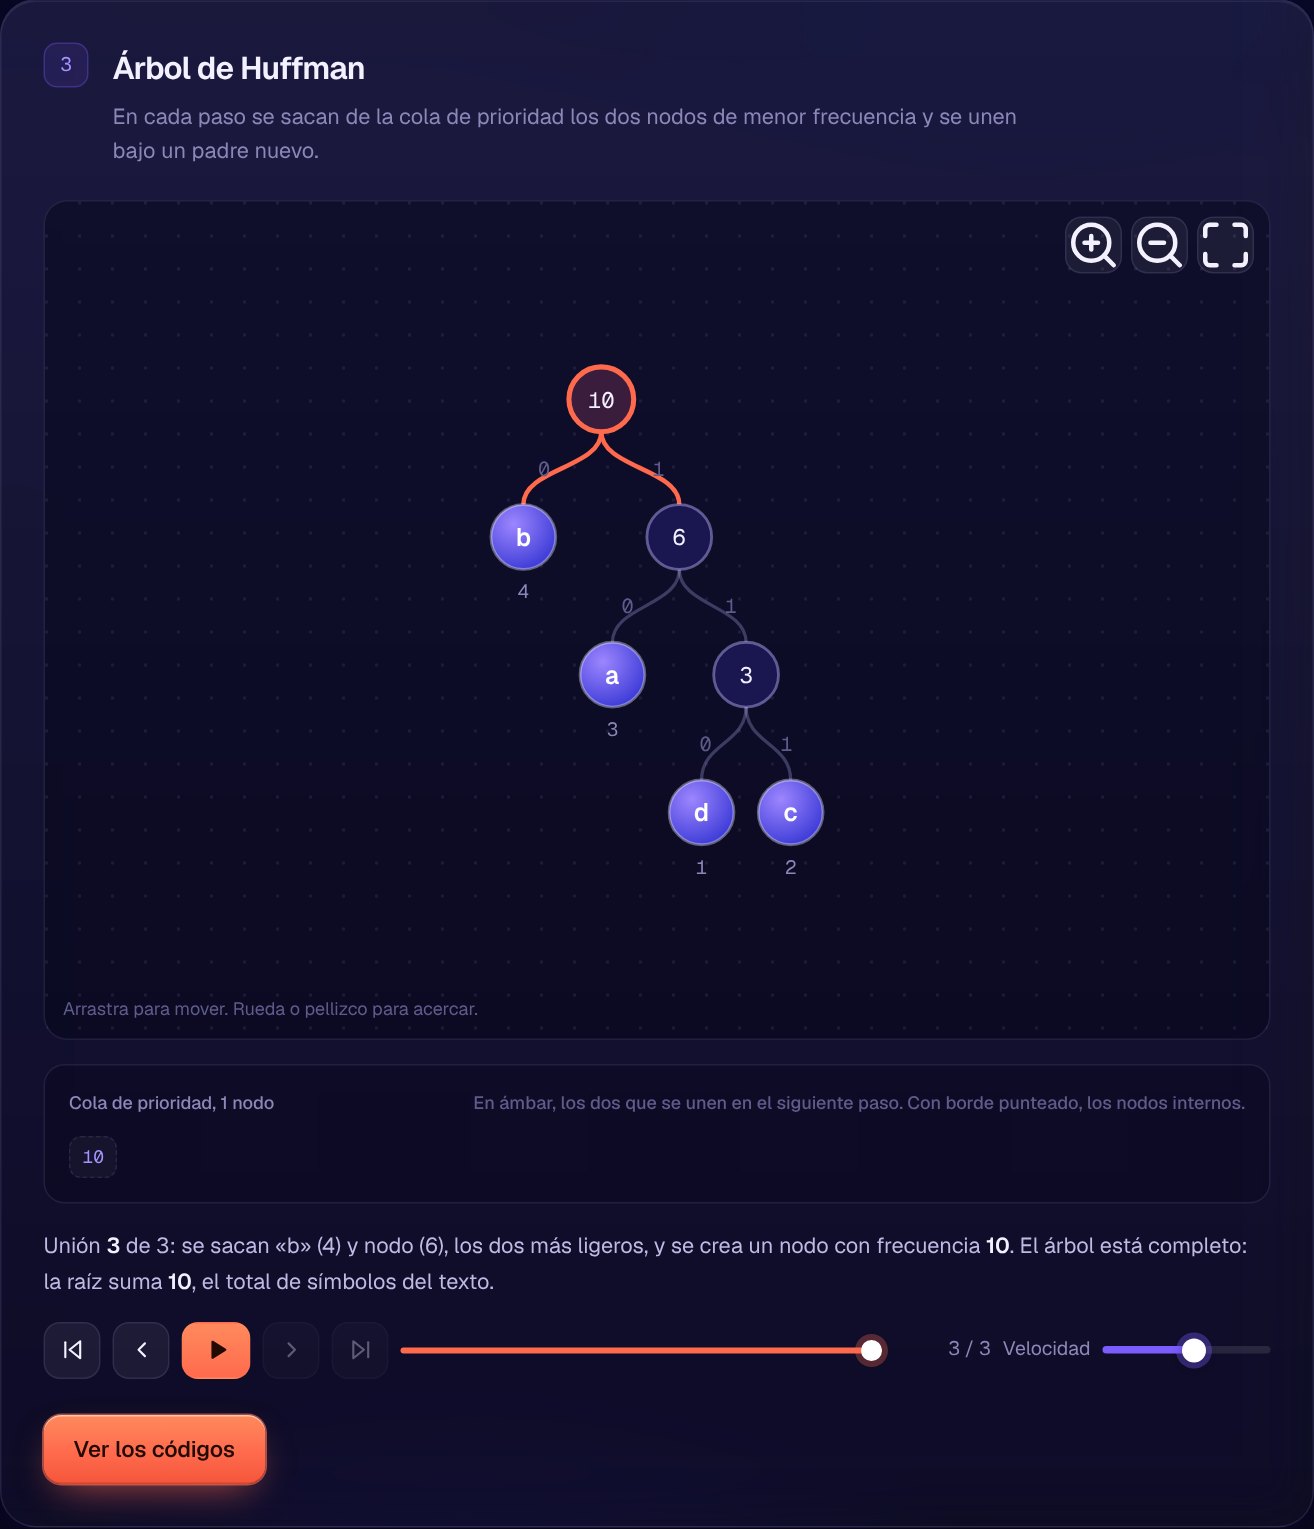 3
Árbol de Huffman
En cada paso se sacan de la cola de prioridad los dos nodos de menor frecuencia y se unen
bajo un padre nuevo.
10
0 1
b 6
4
0 1
a 3
3
0 1
d c
1 2
Arrastra para mover. Rueda o pellizco para acercar.
Cola de prioridad, 1 nodo En ámbar, los dos que se unen en el siguiente paso. Con borde punteado, los nodos internos.
10
Unión 3 de 3: se sacan «b» (4) y nodo (6), los dos más ligeros, y se crea un nodo con frecuencia 10. El árbol está completo:
la raíz suma 10, el total de símbolos del texto.
3 / 3 Velocidad
Ver los códigos